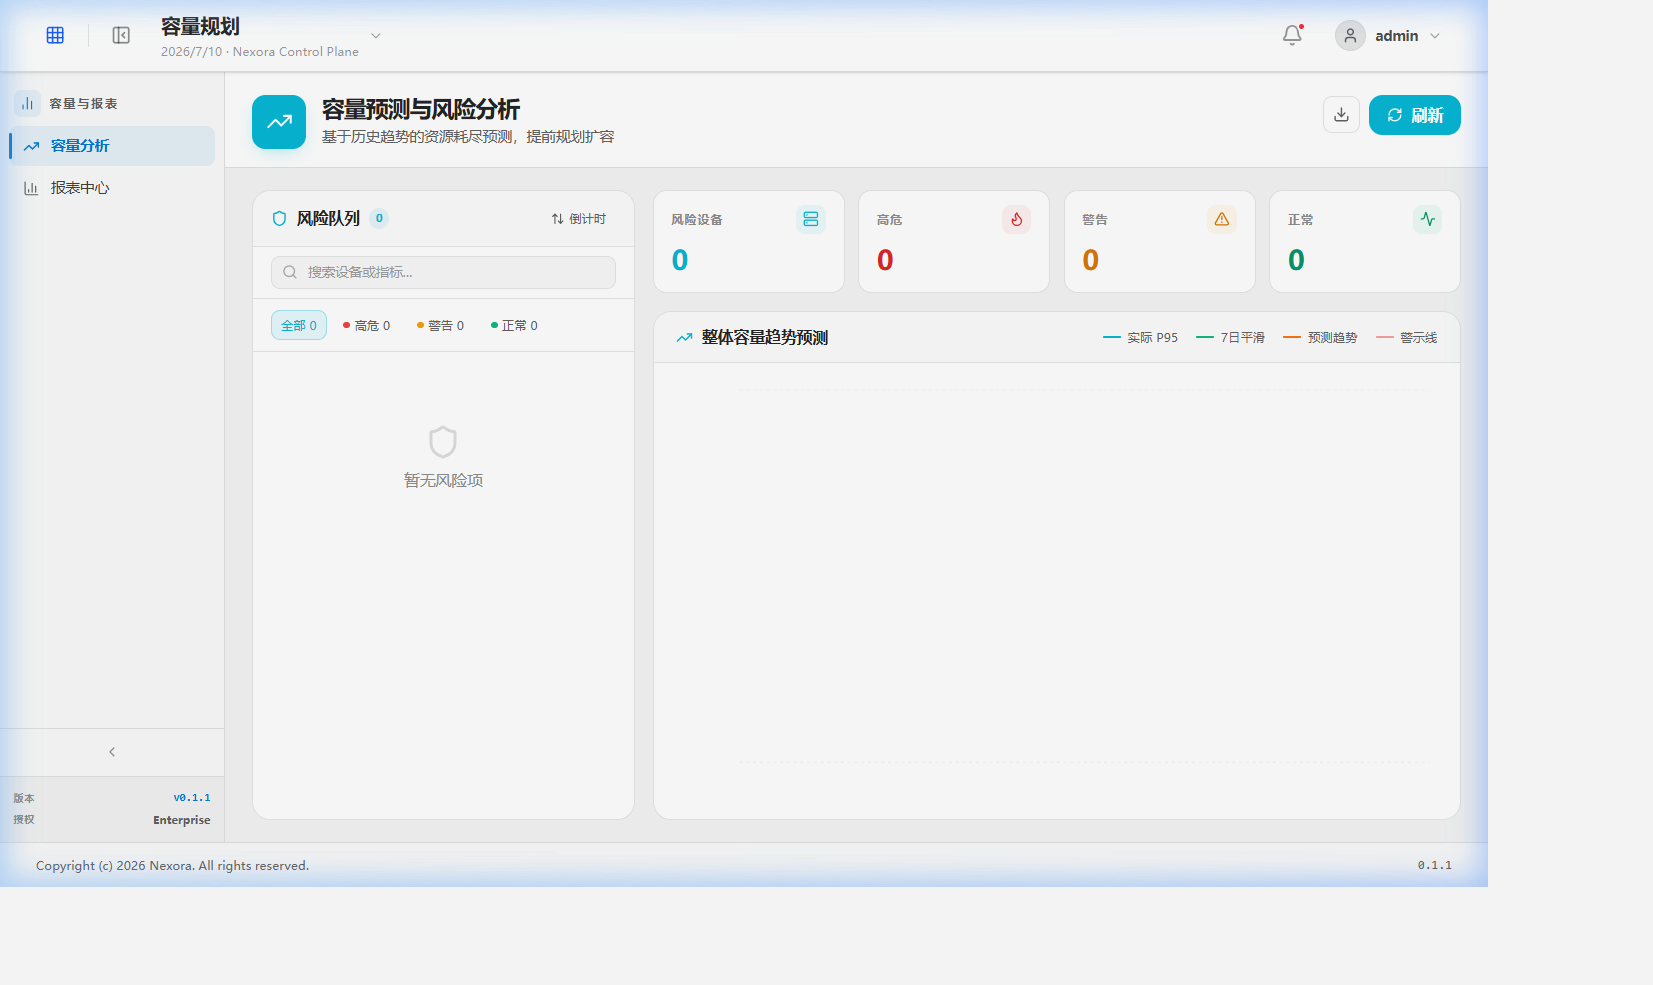 容量规划
2026/7/10 · Nexora Control Plane
admin
容量与报表
容量分析
报表中心
版本 v0.1.1
授权 Enterprise
容量预测与风险分析
基于历史趋势的资源耗尽预测，提前规划扩容
刷新
风险队列 0
倒计时
搜索设备或指标...
全部 0 高危 0 警告 0 正常 0
暂无风险项
风险设备
0
高危
0
警告
0
正常
0
整体容量趋势预测
实际 P95 7日平滑 预测趋势 警示线
Copyright (c) 2026 Nexora. All rights reserved.
0.1.1